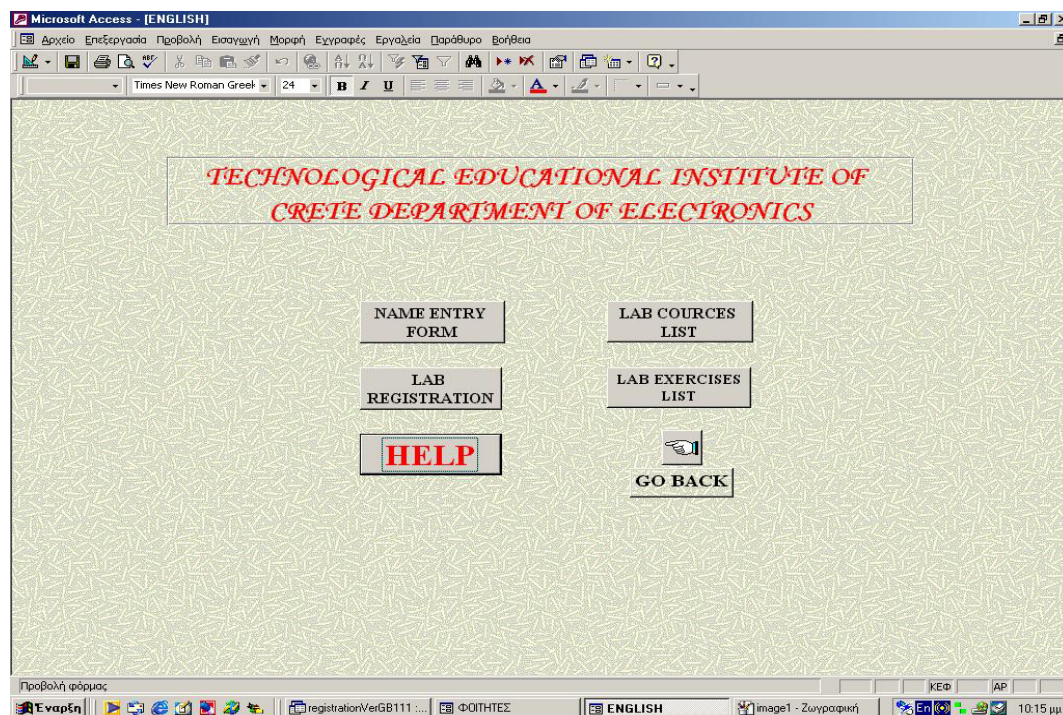 Microsoft Access - [ENGLISH]
Αρχείο Επεξεργασία Προβολή Εισαγωγή Μορφή Εγγραφές Εργαλεία Παράθυρο Βοήθεια
Times New Roman Greek 24 B I U
TECHNOLOGICAL EDUCATIONAL INSTITUTE OF
CRETE DEPARTMENT OF ELECTRONICS
NAME ENTRY
FORM
LAB COURCES
LIST
LAB
REGISTRATION
LAB EXERCISES
LIST
HELP
GO BACK
Προβολή φόρμας
ΚΕΦ
ΑΡ
Έναρξη
registrationVerGB111 :...
ΦΟΙΤΗΤΕΣ
ENGLISH
image1 - Ζωγραφική
En
10:15 μμ